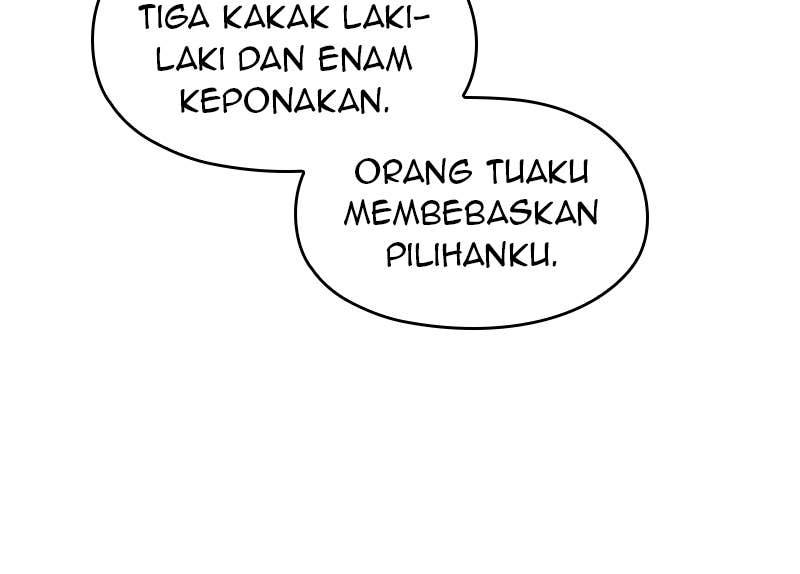 TIGA KAKAK LAKI-
LAKI DAN ENAM
KEPONAKAN.
ORANG TUAKU
MEMBEBASKAN
PILIHANKU.